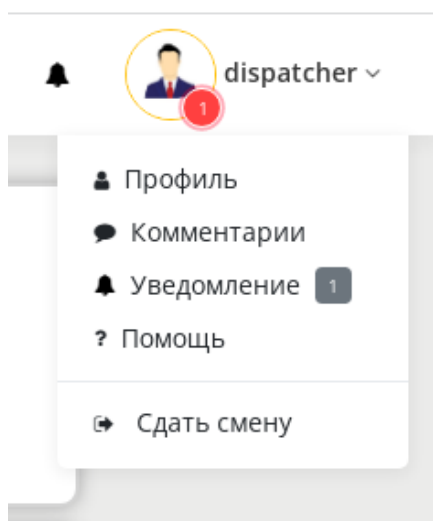 dispatcher
1
Профиль
Комментарии
Уведомление 1
? Помощь
Сдать смену